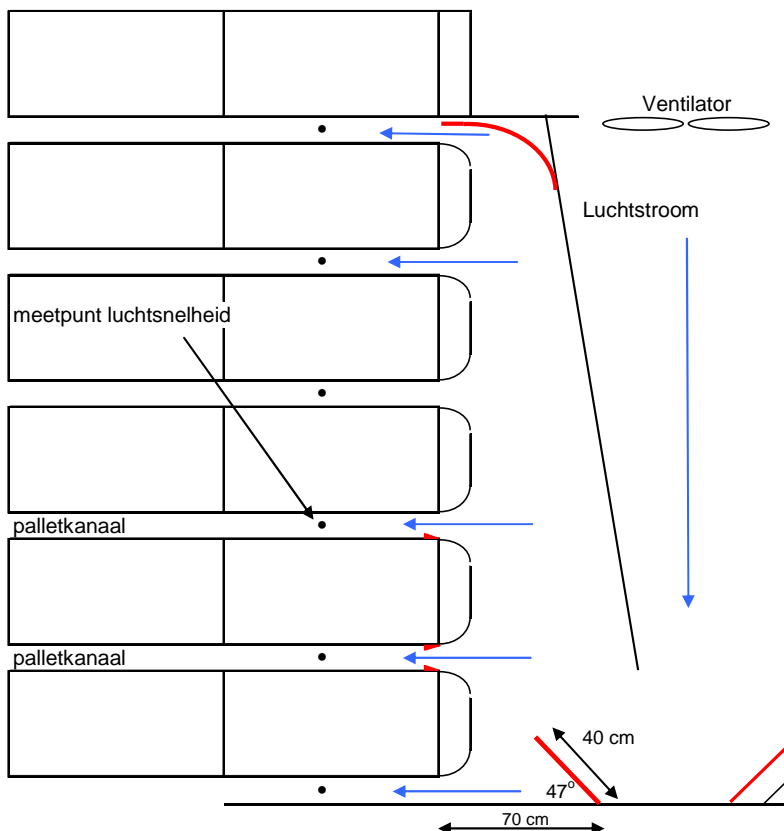 Ventilator
Luchtstroom
meetpunt luchtsnelheid
palletkanaal
palletkanaal
40 cm
47°
70 cm